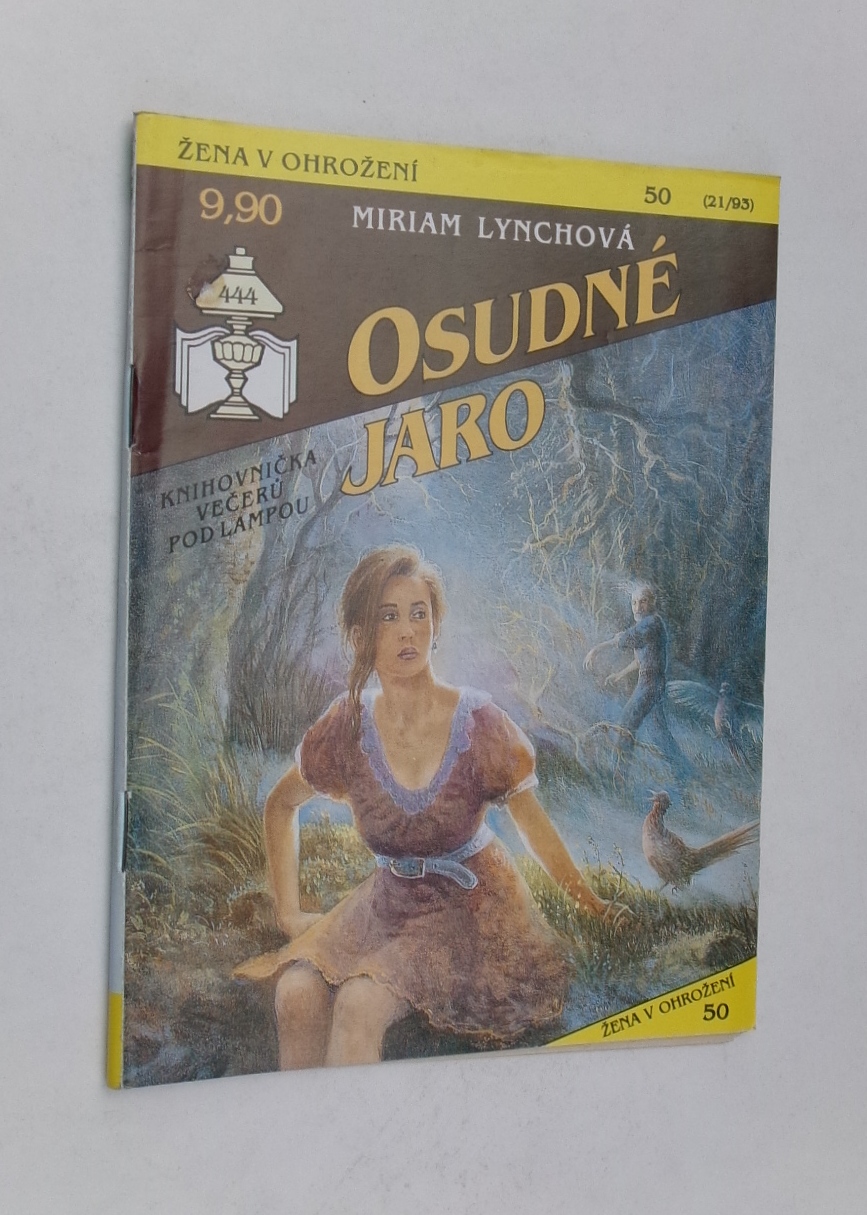 ŽENA V OHROŽENÍ
50 (21/93)
9,90
MIRIAM LYNCHOVÁ
444
OSUDNÉ
JARO
KNIHOVNIČKA
VEČERŮ
POD LAMPOU
ŽENA V OHROŽENÍ
50